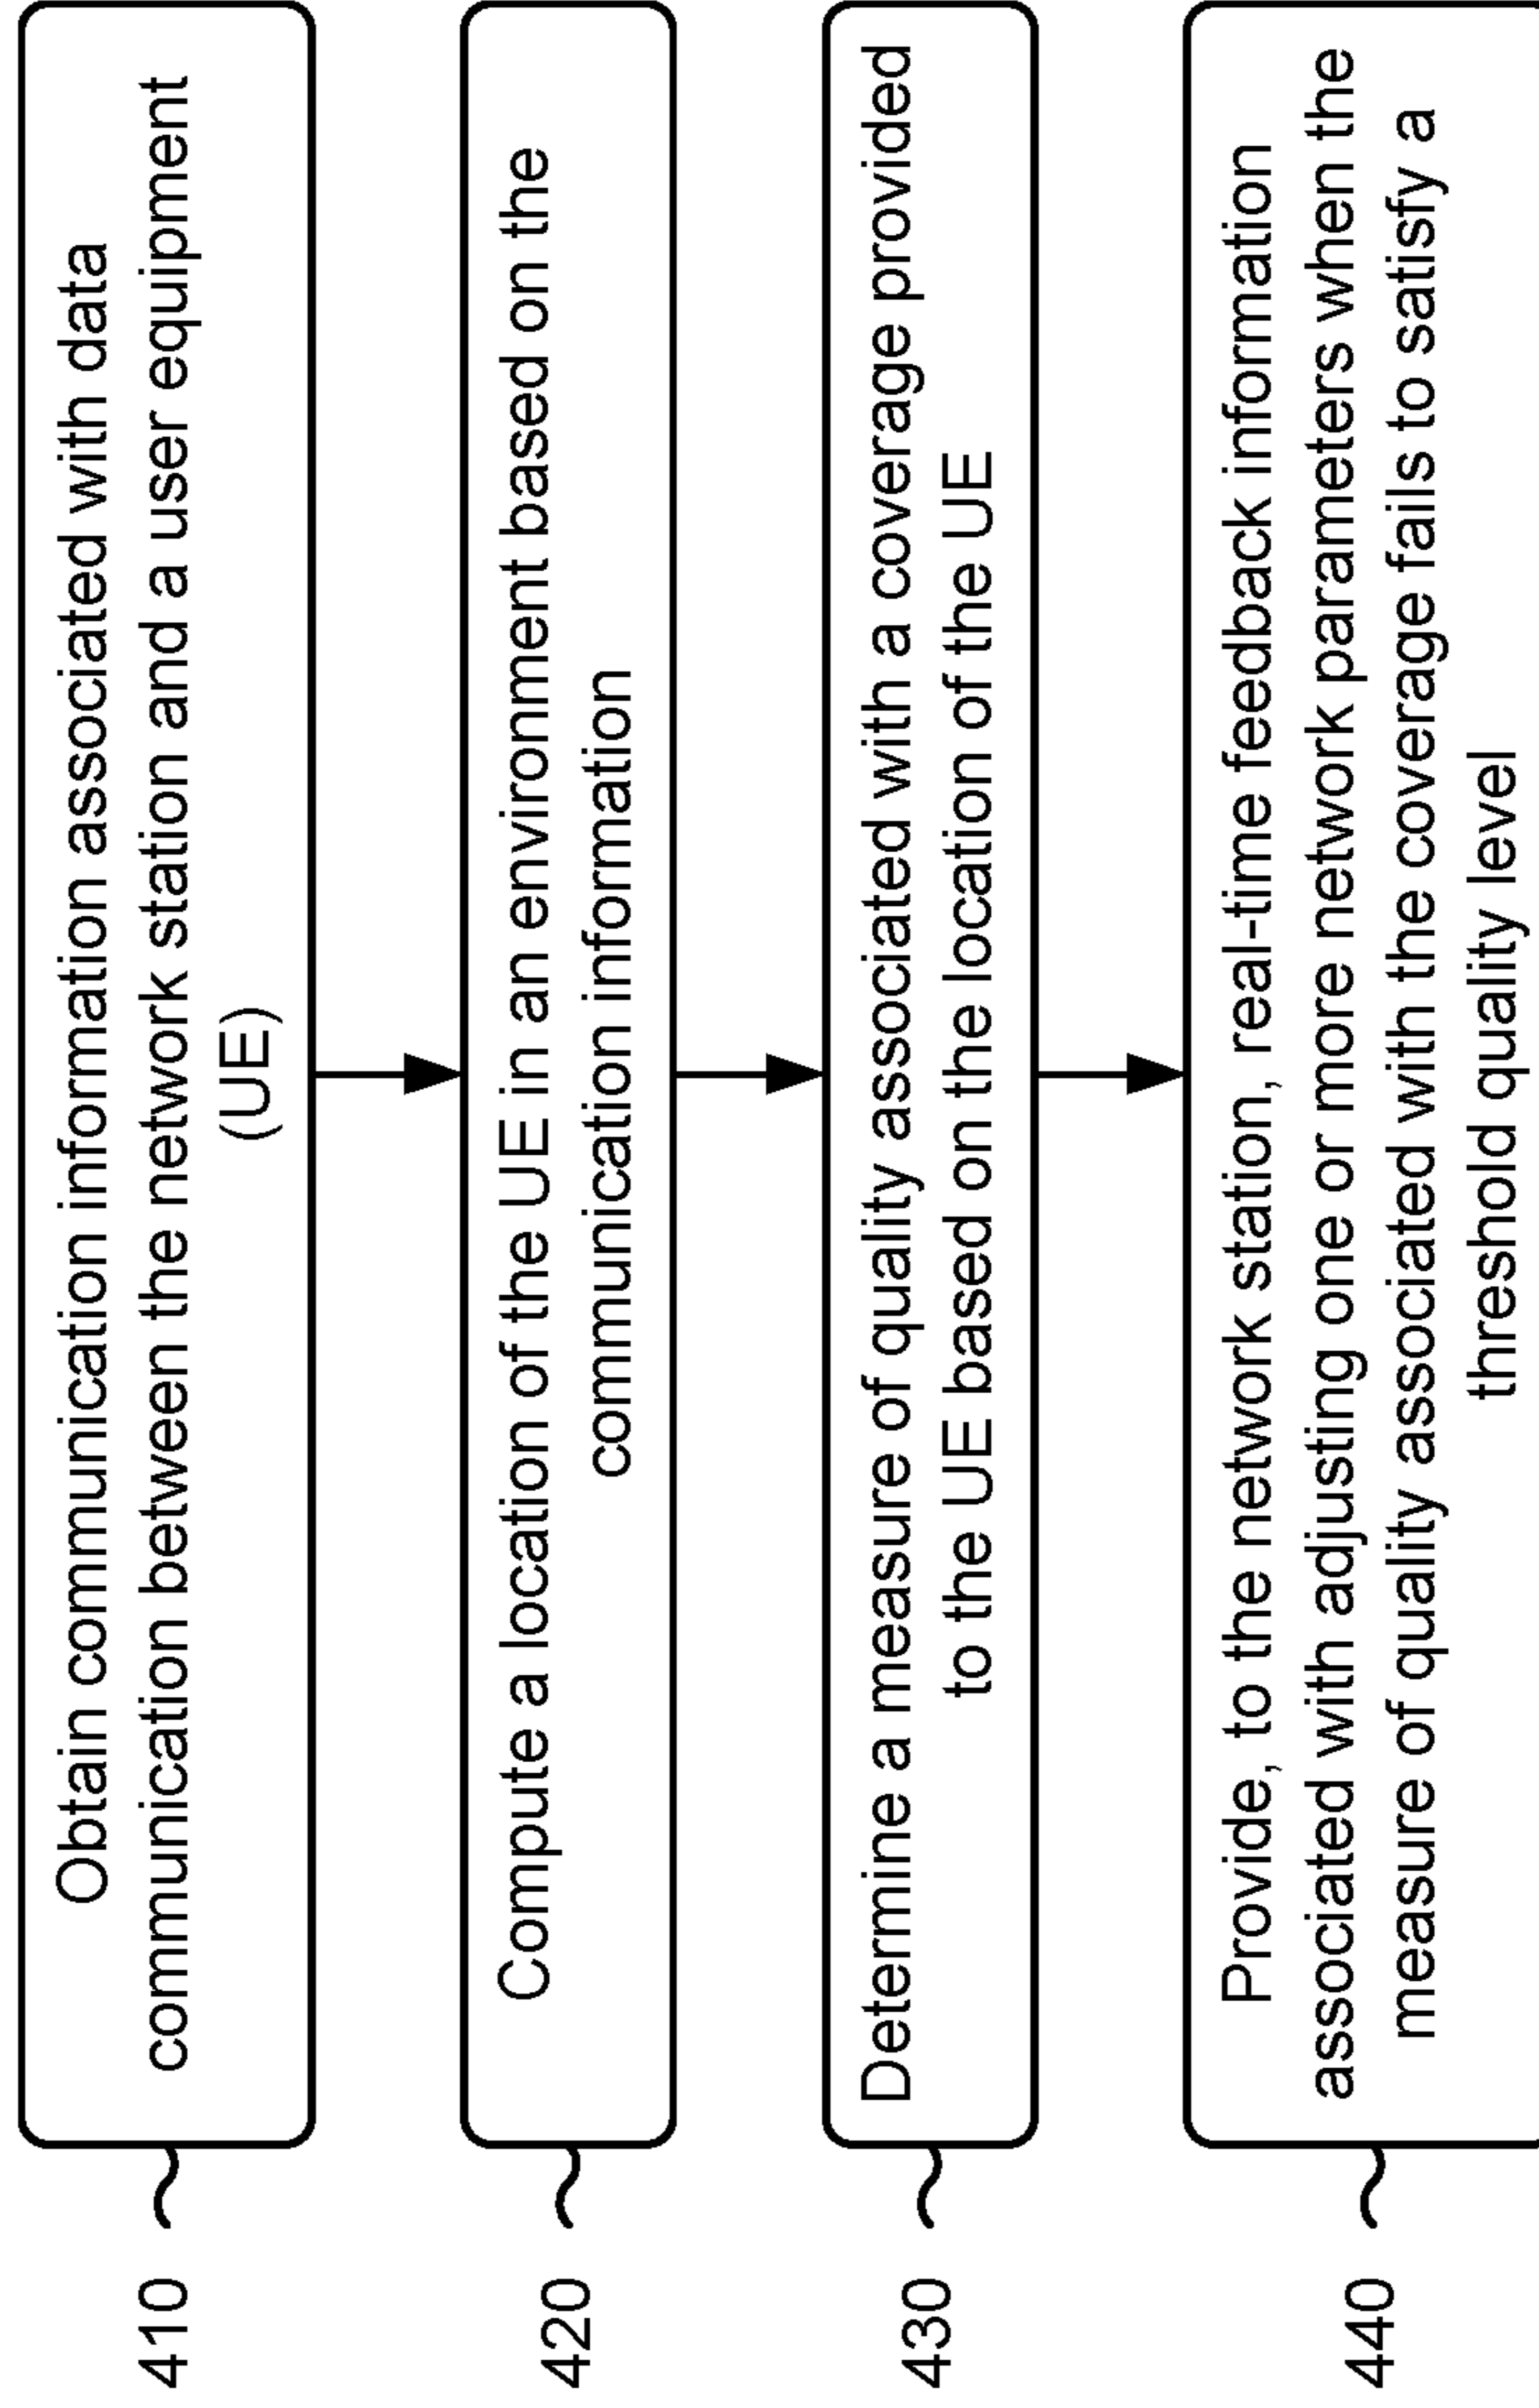 410
Obtain communication information associated with data
communication between the network station and a user equipment
(UE)
420
Compute a location of the UE in an environment based on the
communication information
430
Determine a measure of quality associated with a coverage provided
to the UE based on the location of the UE
440
Provide, to the network station, real-time feedback information
associated with adjusting one or more network parameters when the
measure of quality associated with the coverage fails to satisfy a
threshold quality level